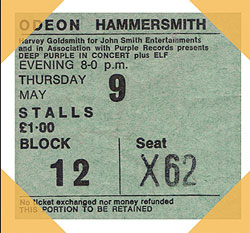 ODEON HAMMERSMITH
Harvey Goldsmith for John Smith Entertainments
and in Association with Purple Records presents
DEEP PURPLE IN CONCERT plus ELF
EVENING 8-0 p.m.
THURSDAY 9
MAY
STALLS
£1·00
BLOCK Seat
12 X62
No ticket exchanged nor money refunded
THIS PORTION TO BE RETAINED